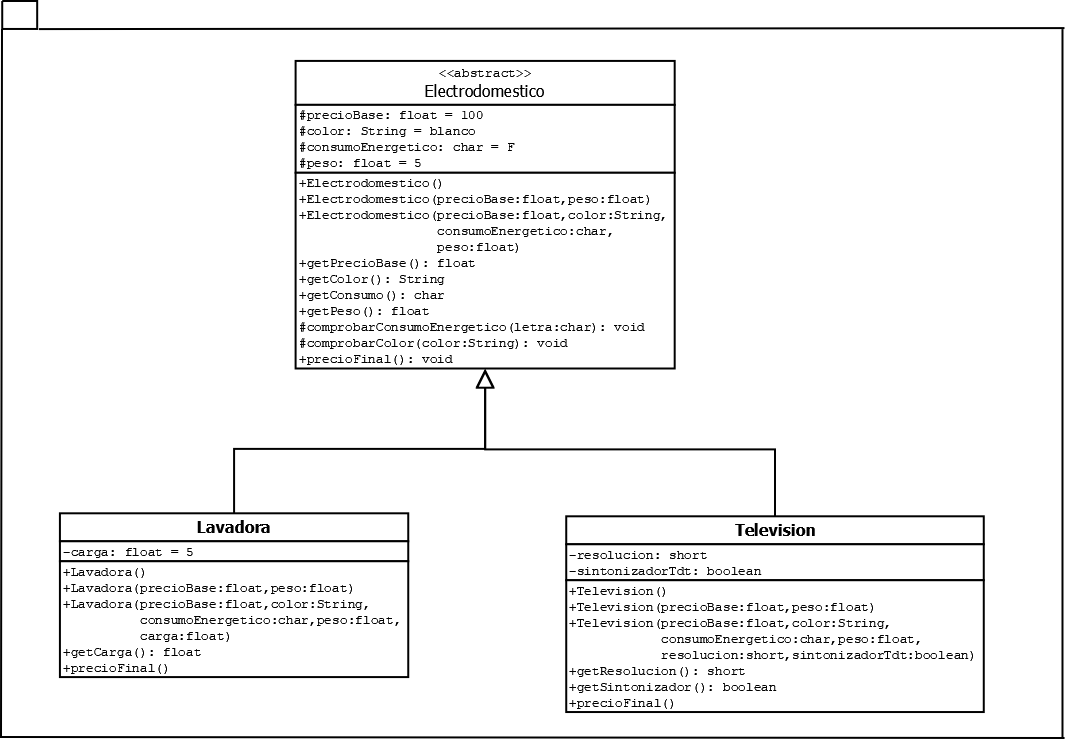 <<abstract>>
Electrodomestico
#precioBase: float = 100
#color: String = blanco
#consumoEnergetico: char = F
#peso: float = 5
+Electrodomestico()
+Electrodomestico(precioBase:float,peso:float)
+Electrodomestico(precioBase:float,color:String,
consumoEnergetico:char,
peso:float)
+getPrecioBase(): float
+getColor(): String
+getConsumo(): char
+getPeso(): float
#comprobarConsumoEnergetico(letra:char): void
#comprobarColor(color:String): void
+precioFinal(): void
Lavadora
-carga: float = 5
+Lavadora()
+Lavadora(precioBase:float,peso:float)
+Lavadora(precioBase:float,color:String,
consumoEnergetico:char,peso:float,
carga:float)
+getCarga(): float
+precioFinal()
Television
-resolucion: short
-sintonizadorTdt: boolean
+Television()
+Television(precioBase:float,peso:float)
+Television(precioBase:float,color:String,
consumoEnergetico:char,peso:float,
resolucion:short,sintonizadorTdt:boolean)
+getResolucion(): short
+getSintonizador(): boolean
+precioFinal()